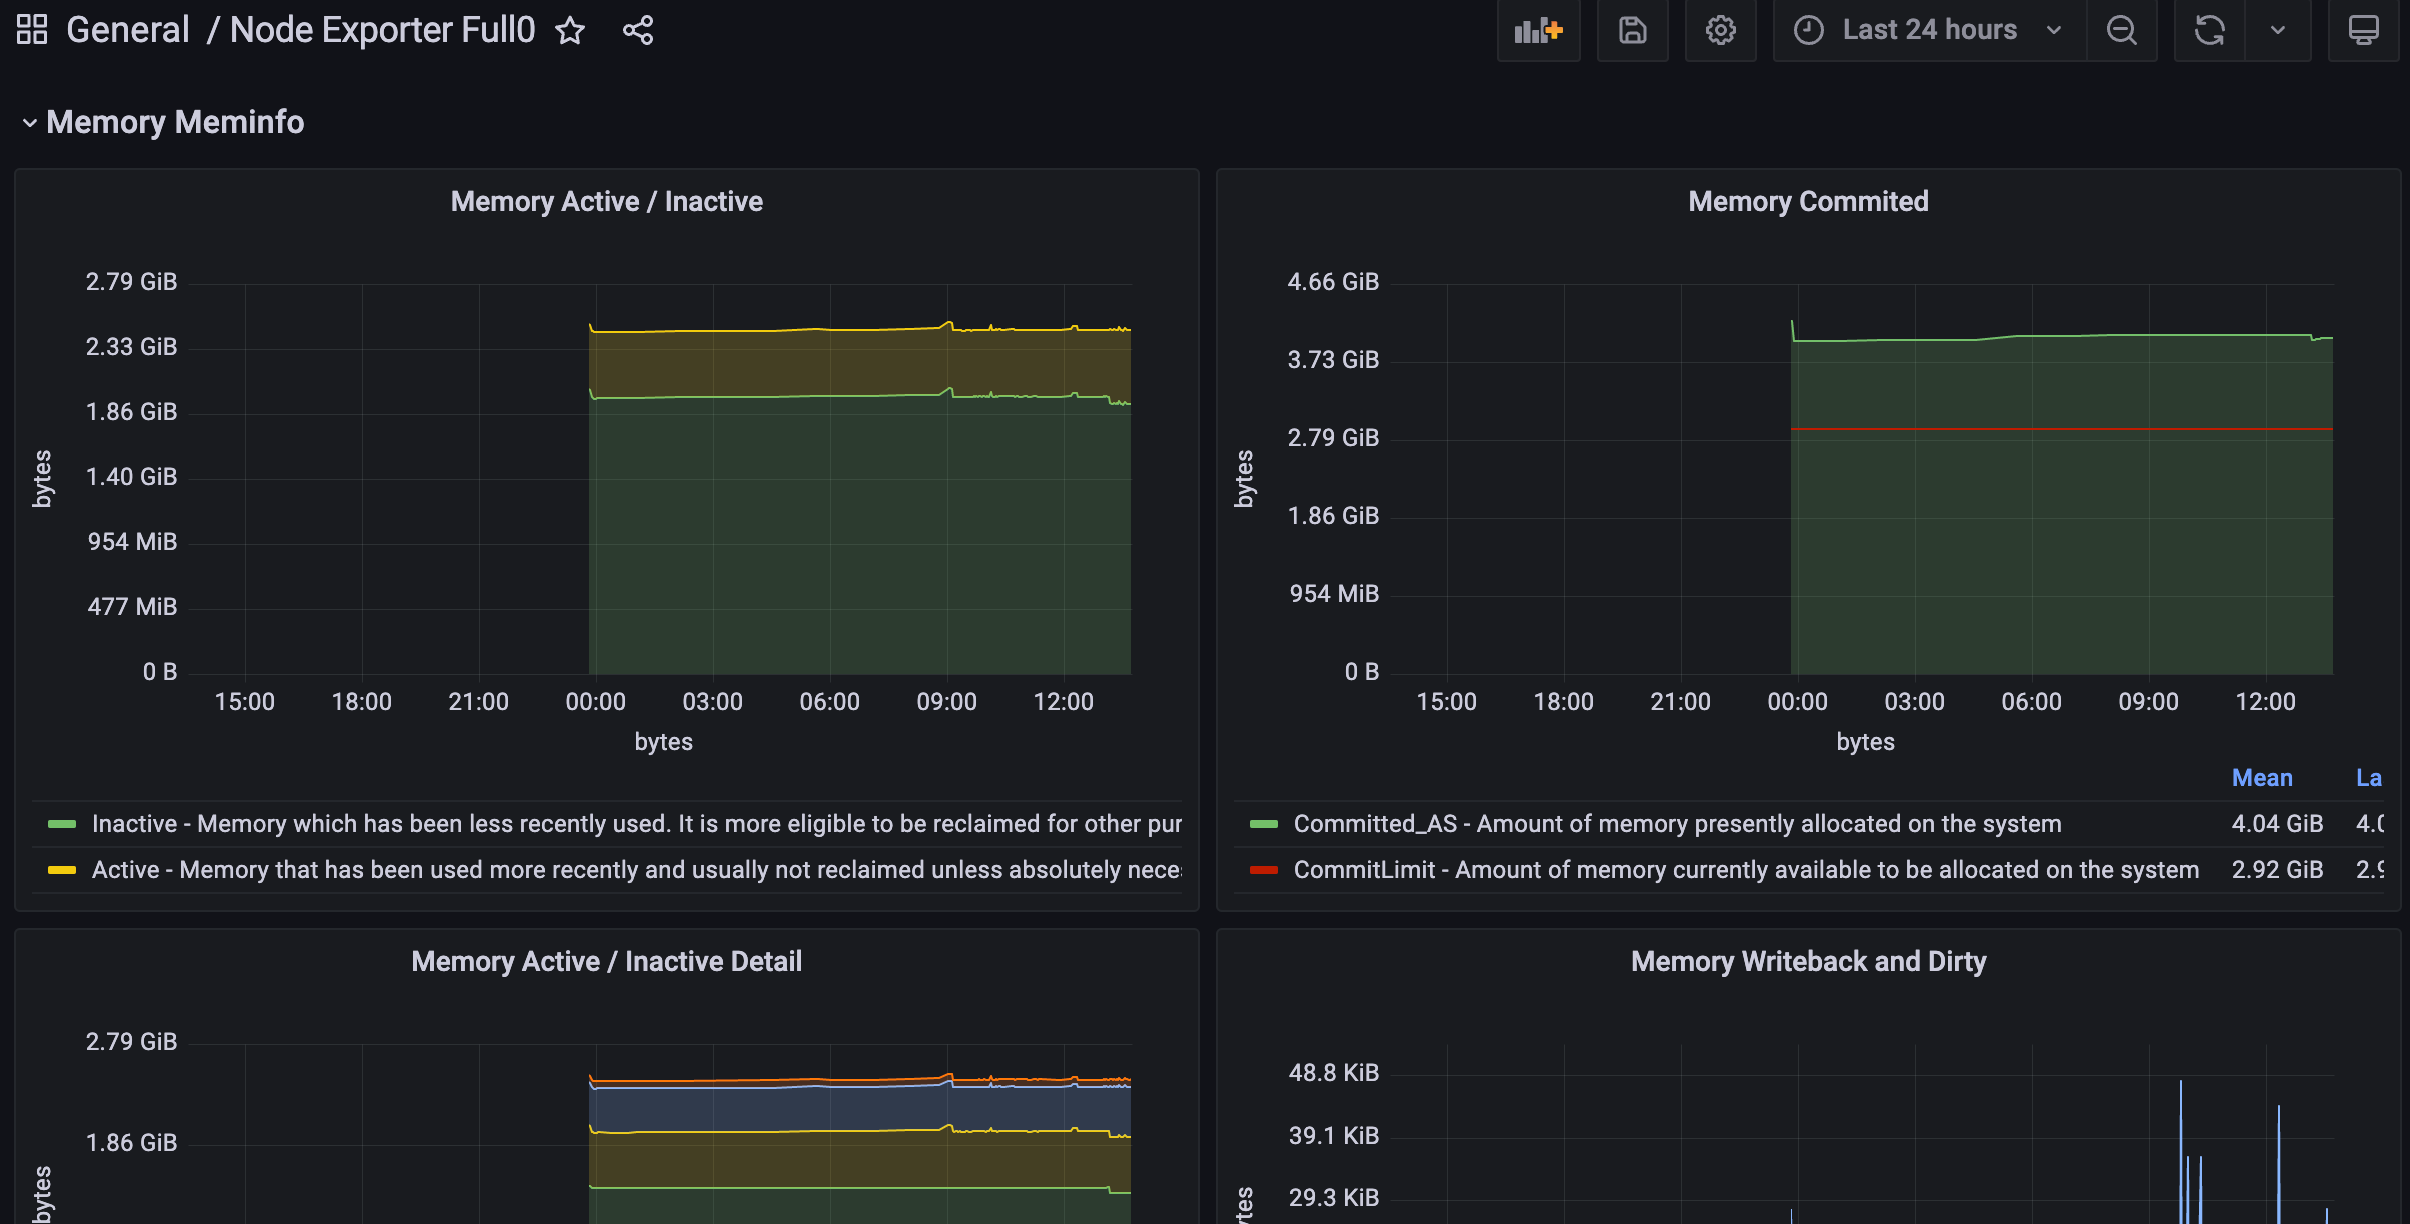 General / Node Exporter Full0
Last 24 hours
Memory Meminfo
Memory Active / Inactive
2.79 GiB
2.33 GiB
1.86 GiB
1.40 GiB
954 MiB
477 MiB
0 B
bytes
15:00 18:00 21:00 00:00 03:00 06:00 09:00 12:00
bytes
Inactive - Memory which has been less recently used. It is more eligible to be reclaimed for other pur
Active - Memory that has been used more recently and usually not reclaimed unless absolutely nece
Memory Commited
4.66 GiB
3.73 GiB
2.79 GiB
1.86 GiB
954 MiB
0 B
bytes
15:00 18:00 21:00 00:00 03:00 06:00 09:00 12:00
bytes
Mean La
Committed_AS - Amount of memory presently allocated on the system 4.04 GiB 4.0
CommitLimit - Amount of memory currently available to be allocated on the system 2.92 GiB 2.9
Memory Active / Inactive Detail
2.79 GiB
1.86 GiB
bytes
Memory Writeback and Dirty
48.8 KiB
39.1 KiB
29.3 KiB
tes